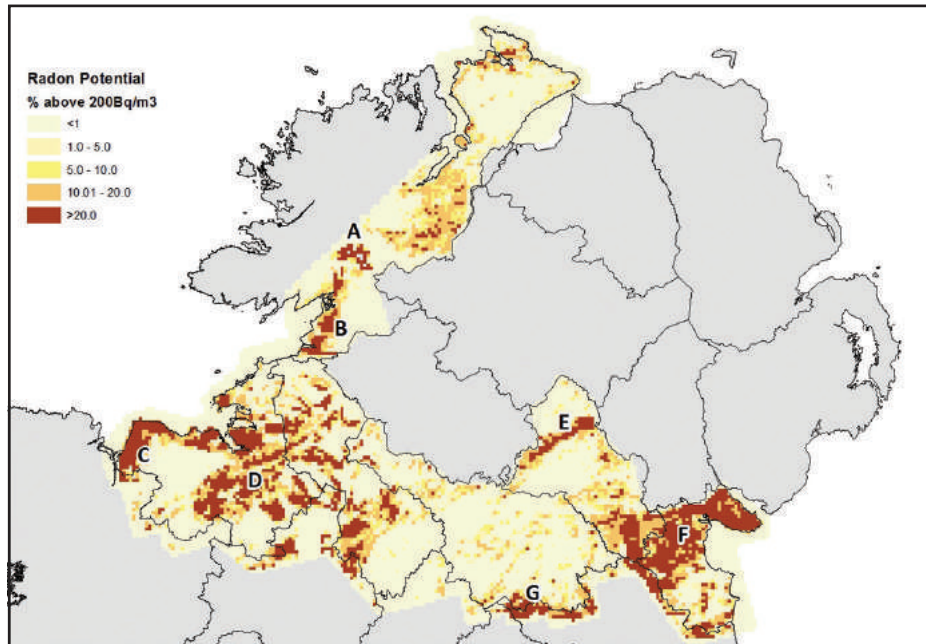 Radon Potential
% above 200Bq/m3
<1
1.0 - 5.0
5.0 - 10.0
10.01 - 20.0
>20.0
A
B
C
D
E
F
G